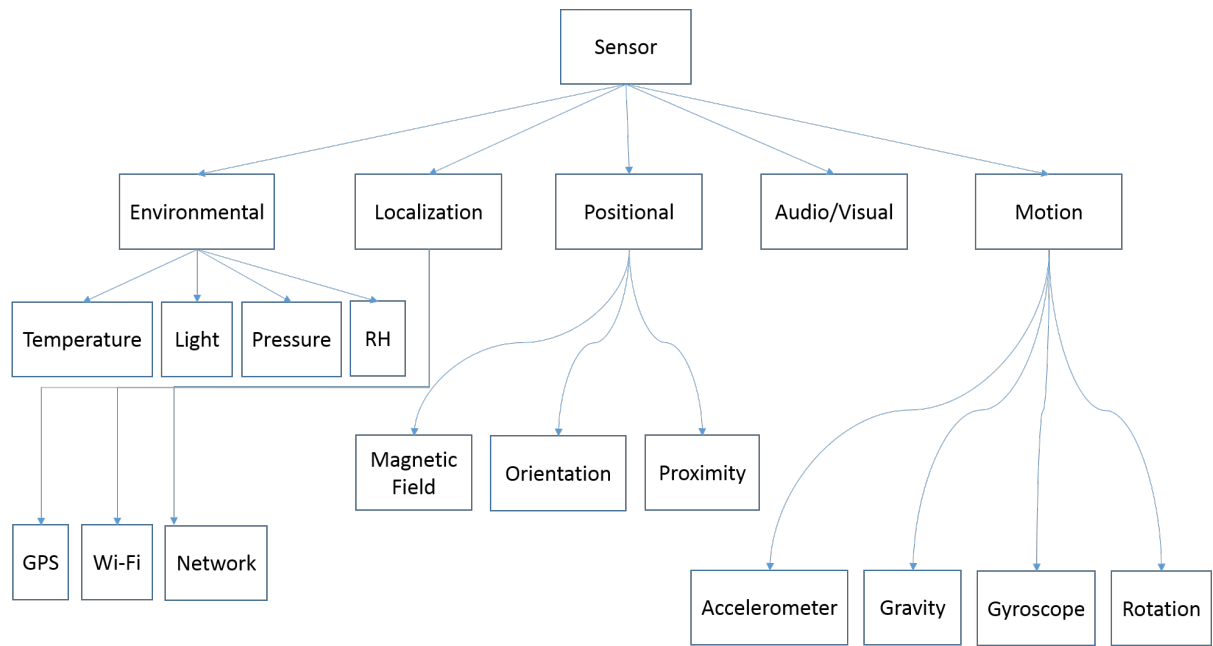 Sensor
Environmental
Localization
Positional
Audio/Visual
Motion
Temperature
Light
Pressure
RH
Magnetic
Field
Orientation
Proximity
GPS
Wi-Fi
Network
Accelerometer
Gravity
Gyroscope
Rotation